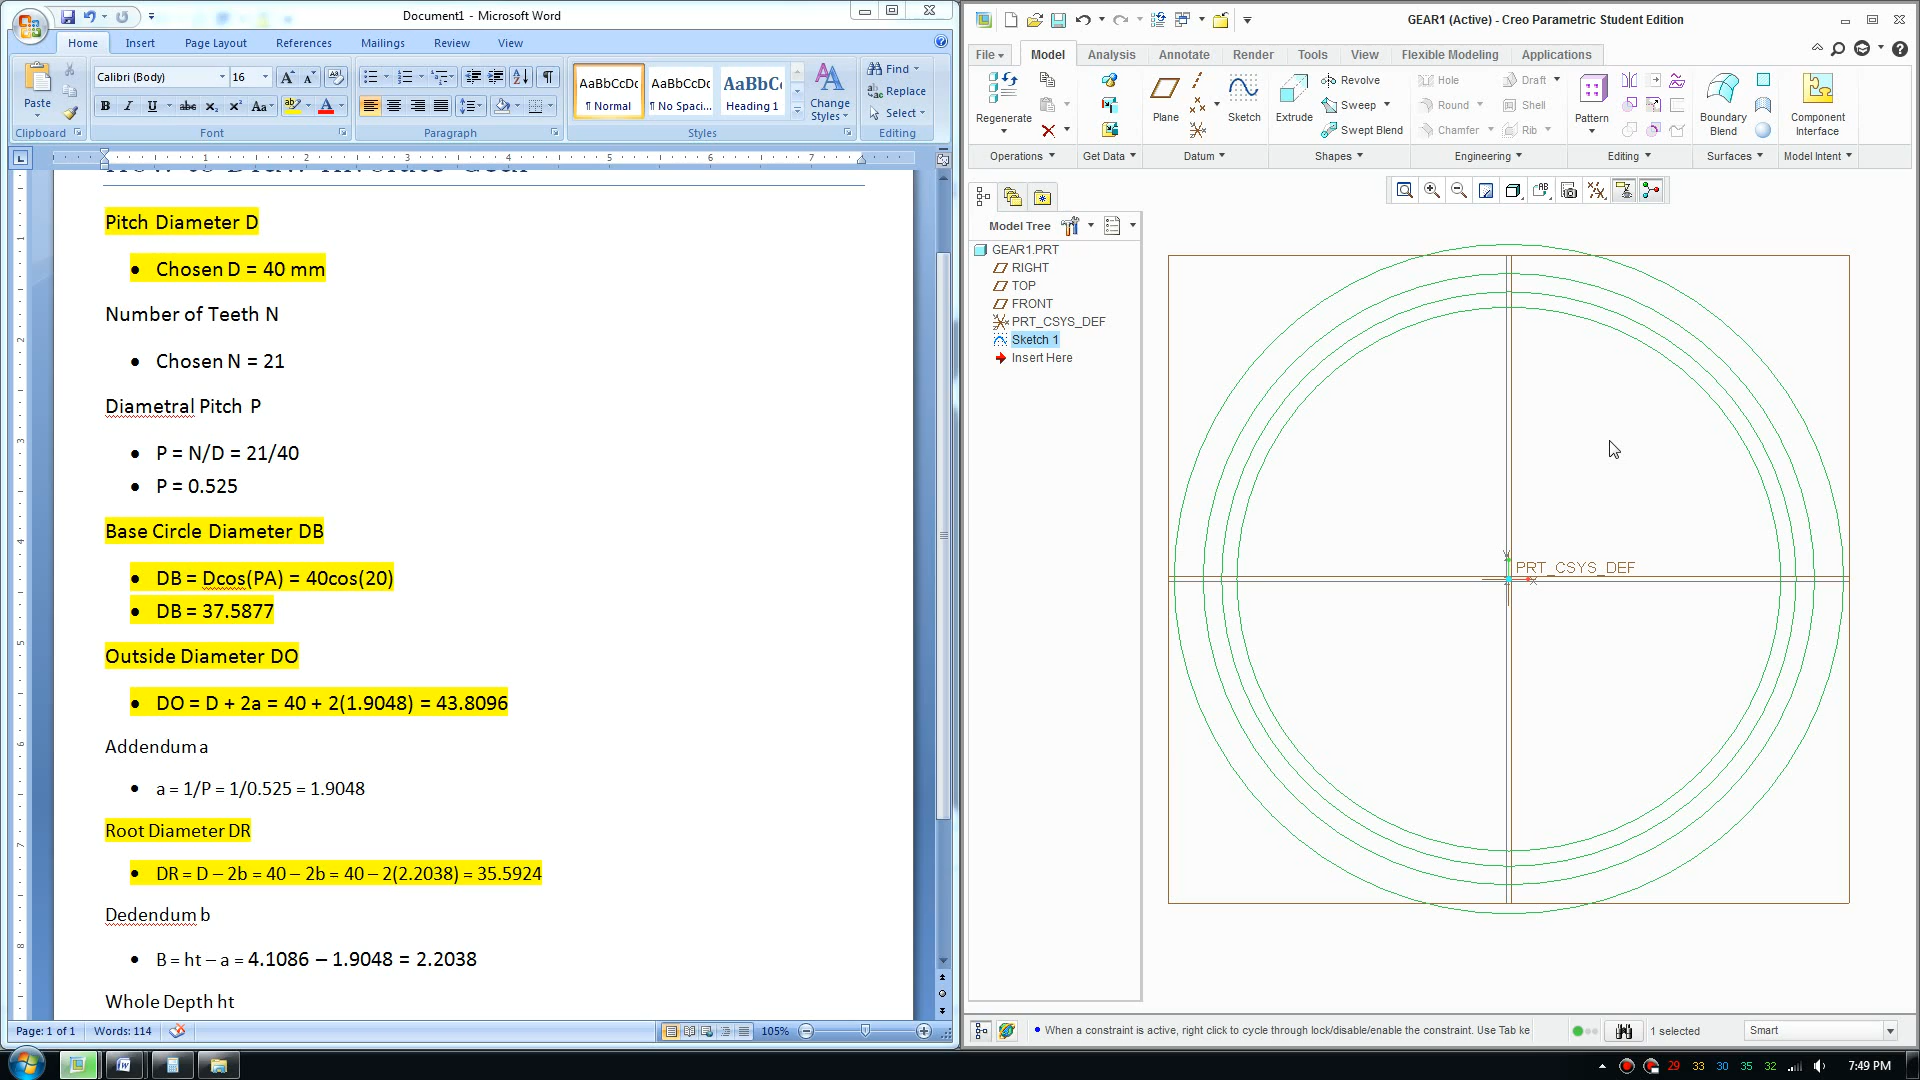 Document1 - Microsoft Word
Home Insert Page Layout References Mailings Review View
Calibri (Body) 16
Paste
Clipboard Font Paragraph Styles Editing
AaBbCcDc AaBbCcDc AaBbC
¶ Normal ¶ No Spaci... Heading 1
Change Styles
Find
Replace
Select
Pitch Diameter D
• Chosen D = 40 mm
Number of Teeth N
• Chosen N = 21
Diametral Pitch P
• P = N/D = 21/40
• P = 0.525
Base Circle Diameter DB
• DB = Dcos(PA) = 40cos(20)
• DB = 37.5877
Outside Diameter DO
• DO = D + 2a = 40 + 2(1.9048) = 43.8096
Addendum a
• a = 1/P = 1/0.525 = 1.9048
Root Diameter DR
• DR = D – 2b = 40 – 2b = 40 – 2(2.2038) = 35.5924
Dedendum b
• B = ht – a = 4.1086 – 1.9048 = 2.2038
Whole Depth ht
Page: 1 of 1 Words: 114 105%
GEAR1 (Active) - Creo Parametric Student Edition
File Model Analysis Annotate Render Tools View Flexible Modeling Applications
Regenerate
Plane
Sketch
Extrude
Revolve
Sweep
Swept Blend
Hole
Round
Chamfer
Draft
Shell
Rib
Pattern
Boundary Blend
Component Interface
Operations Get Data Datum Shapes Engineering Editing Surfaces Model Intent
Model Tree
GEAR1.PRT
RIGHT
TOP
FRONT
PRT_CSYS_DEF
Sketch 1
Insert Here
PRT_CSYS_DEF
X
• When a constraint is active, right click to cycle through lock/disable/enable the constraint. Use Tab ke
1 selected
Smart
29 33 30 35 32
7:49 PM